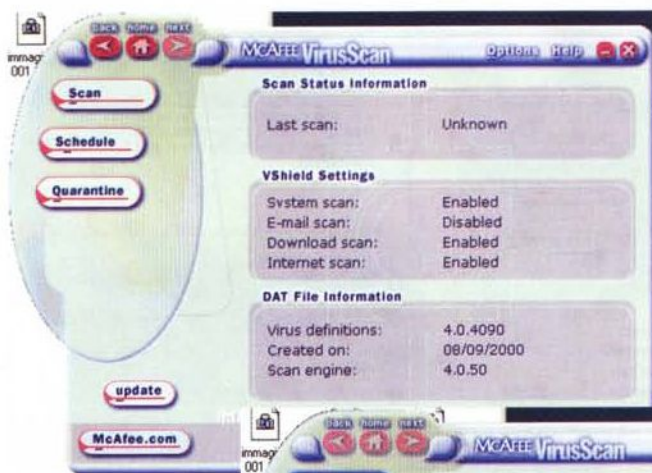 back home next
McAFEE VirusScan
Options Help
immag
001
Scan
Schedule
Quarantine
Scan Status Information
Last scan: Unknown
VShield Settings
System scan: Enabled
E-mail scan: Disabled
Download scan: Enabled
Internet scan: Enabled
DAT File Information
Virus definitions: 4.0.4090
Created on: 08/09/2000
Scan engine: 4.0.50
update
McAfee.com
back home next
McAFEE VirusScan
immag
001